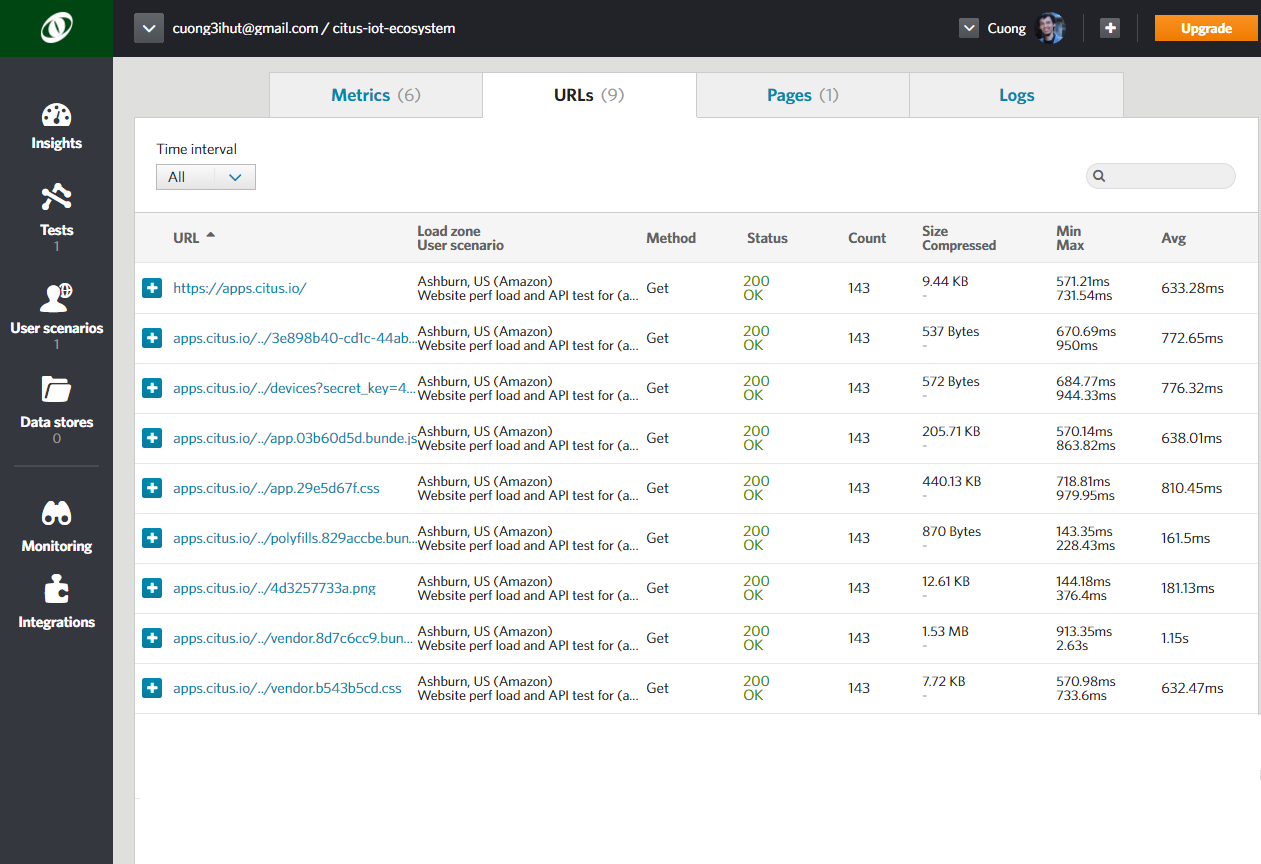 cuong3ihut@gmail.com / citus-iot-ecosystem
Cuong
Upgrade
Insights
Tests
1
User scenarios
1
Data stores
0
Monitoring
Integrations
Metrics (6)
URLs (9)
Pages (1)
Logs
Time interval
All
URL
Load zone
User scenario
Method
Status
Count
Size
Compressed
Min
Max
Avg
https://apps.citus.io/
Ashburn, US (Amazon)
Website perf load and API test for (a...
Get
200
OK
143
9.44 KB
-
571.21ms
731.54ms
633.28ms
apps.citus.io/../3e898b40-cd1c-44ab...
Ashburn, US (Amazon)
Website perf load and API test for (a...
Get
200
OK
143
537 Bytes
-
670.69ms
950ms
772.65ms
apps.citus.io/../devices?secret_key=4...
Ashburn, US (Amazon)
Website perf load and API test for (a...
Get
200
OK
143
572 Bytes
-
684.77ms
944.33ms
776.32ms
apps.citus.io/../app.03b60d5d.bunde.js
Ashburn, US (Amazon)
Website perf load and API test for (a...
Get
200
OK
143
205.71 KB
-
570.14ms
863.82ms
638.01ms
apps.citus.io/../app.29e5d67f.css
Ashburn, US (Amazon)
Website perf load and API test for (a...
Get
200
OK
143
440.13 KB
-
718.81ms
979.95ms
810.45ms
apps.citus.io/../polyfills.829accbe.bun...
Ashburn, US (Amazon)
Website perf load and API test for (a...
Get
200
OK
143
870 Bytes
-
143.35ms
228.43ms
161.5ms
apps.citus.io/../4d3257733a.png
Ashburn, US (Amazon)
Website perf load and API test for (a...
Get
200
OK
143
12.61 KB
-
144.18ms
376.4ms
181.13ms
apps.citus.io/../vendor.8d7c6cc9.bun...
Ashburn, US (Amazon)
Website perf load and API test for (a...
Get
200
OK
143
1.53 MB
-
913.35ms
2.63s
1.15s
apps.citus.io/../vendor.b543b5cd.css
Ashburn, US (Amazon)
Website perf load and API test for (a...
Get
200
OK
143
7.72 KB
-
570.98ms
733.6ms
632.47ms